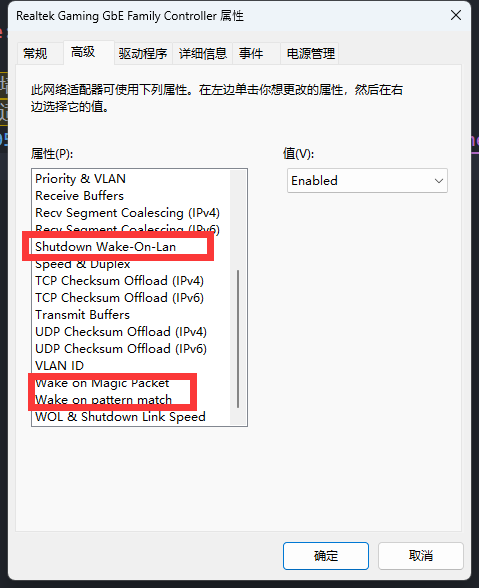 Realtek Gaming GbE Family Controller 属性
常规 高级 驱动程序 详细信息 事件 电源管理
此网络适配器可使用下列属性。在左边单击你想更改的属性，然后在右
边选择它的值。
属性(P): 值(V):
Priority & VLAN Enabled
Receive Buffers
Recv Segment Coalescing (IPv4)
Recv Segment Coalescing (IPv6)
Shutdown Wake-On-Lan
Speed & Duplex
TCP Checksum Offload (IPv4)
TCP Checksum Offload (IPv6)
Transmit Buffers
UDP Checksum Offload (IPv4)
UDP Checksum Offload (IPv6)
VLAN ID
Wake on Magic Packet
Wake on pattern match
WOL & Shutdown Link Speed
确定 取消